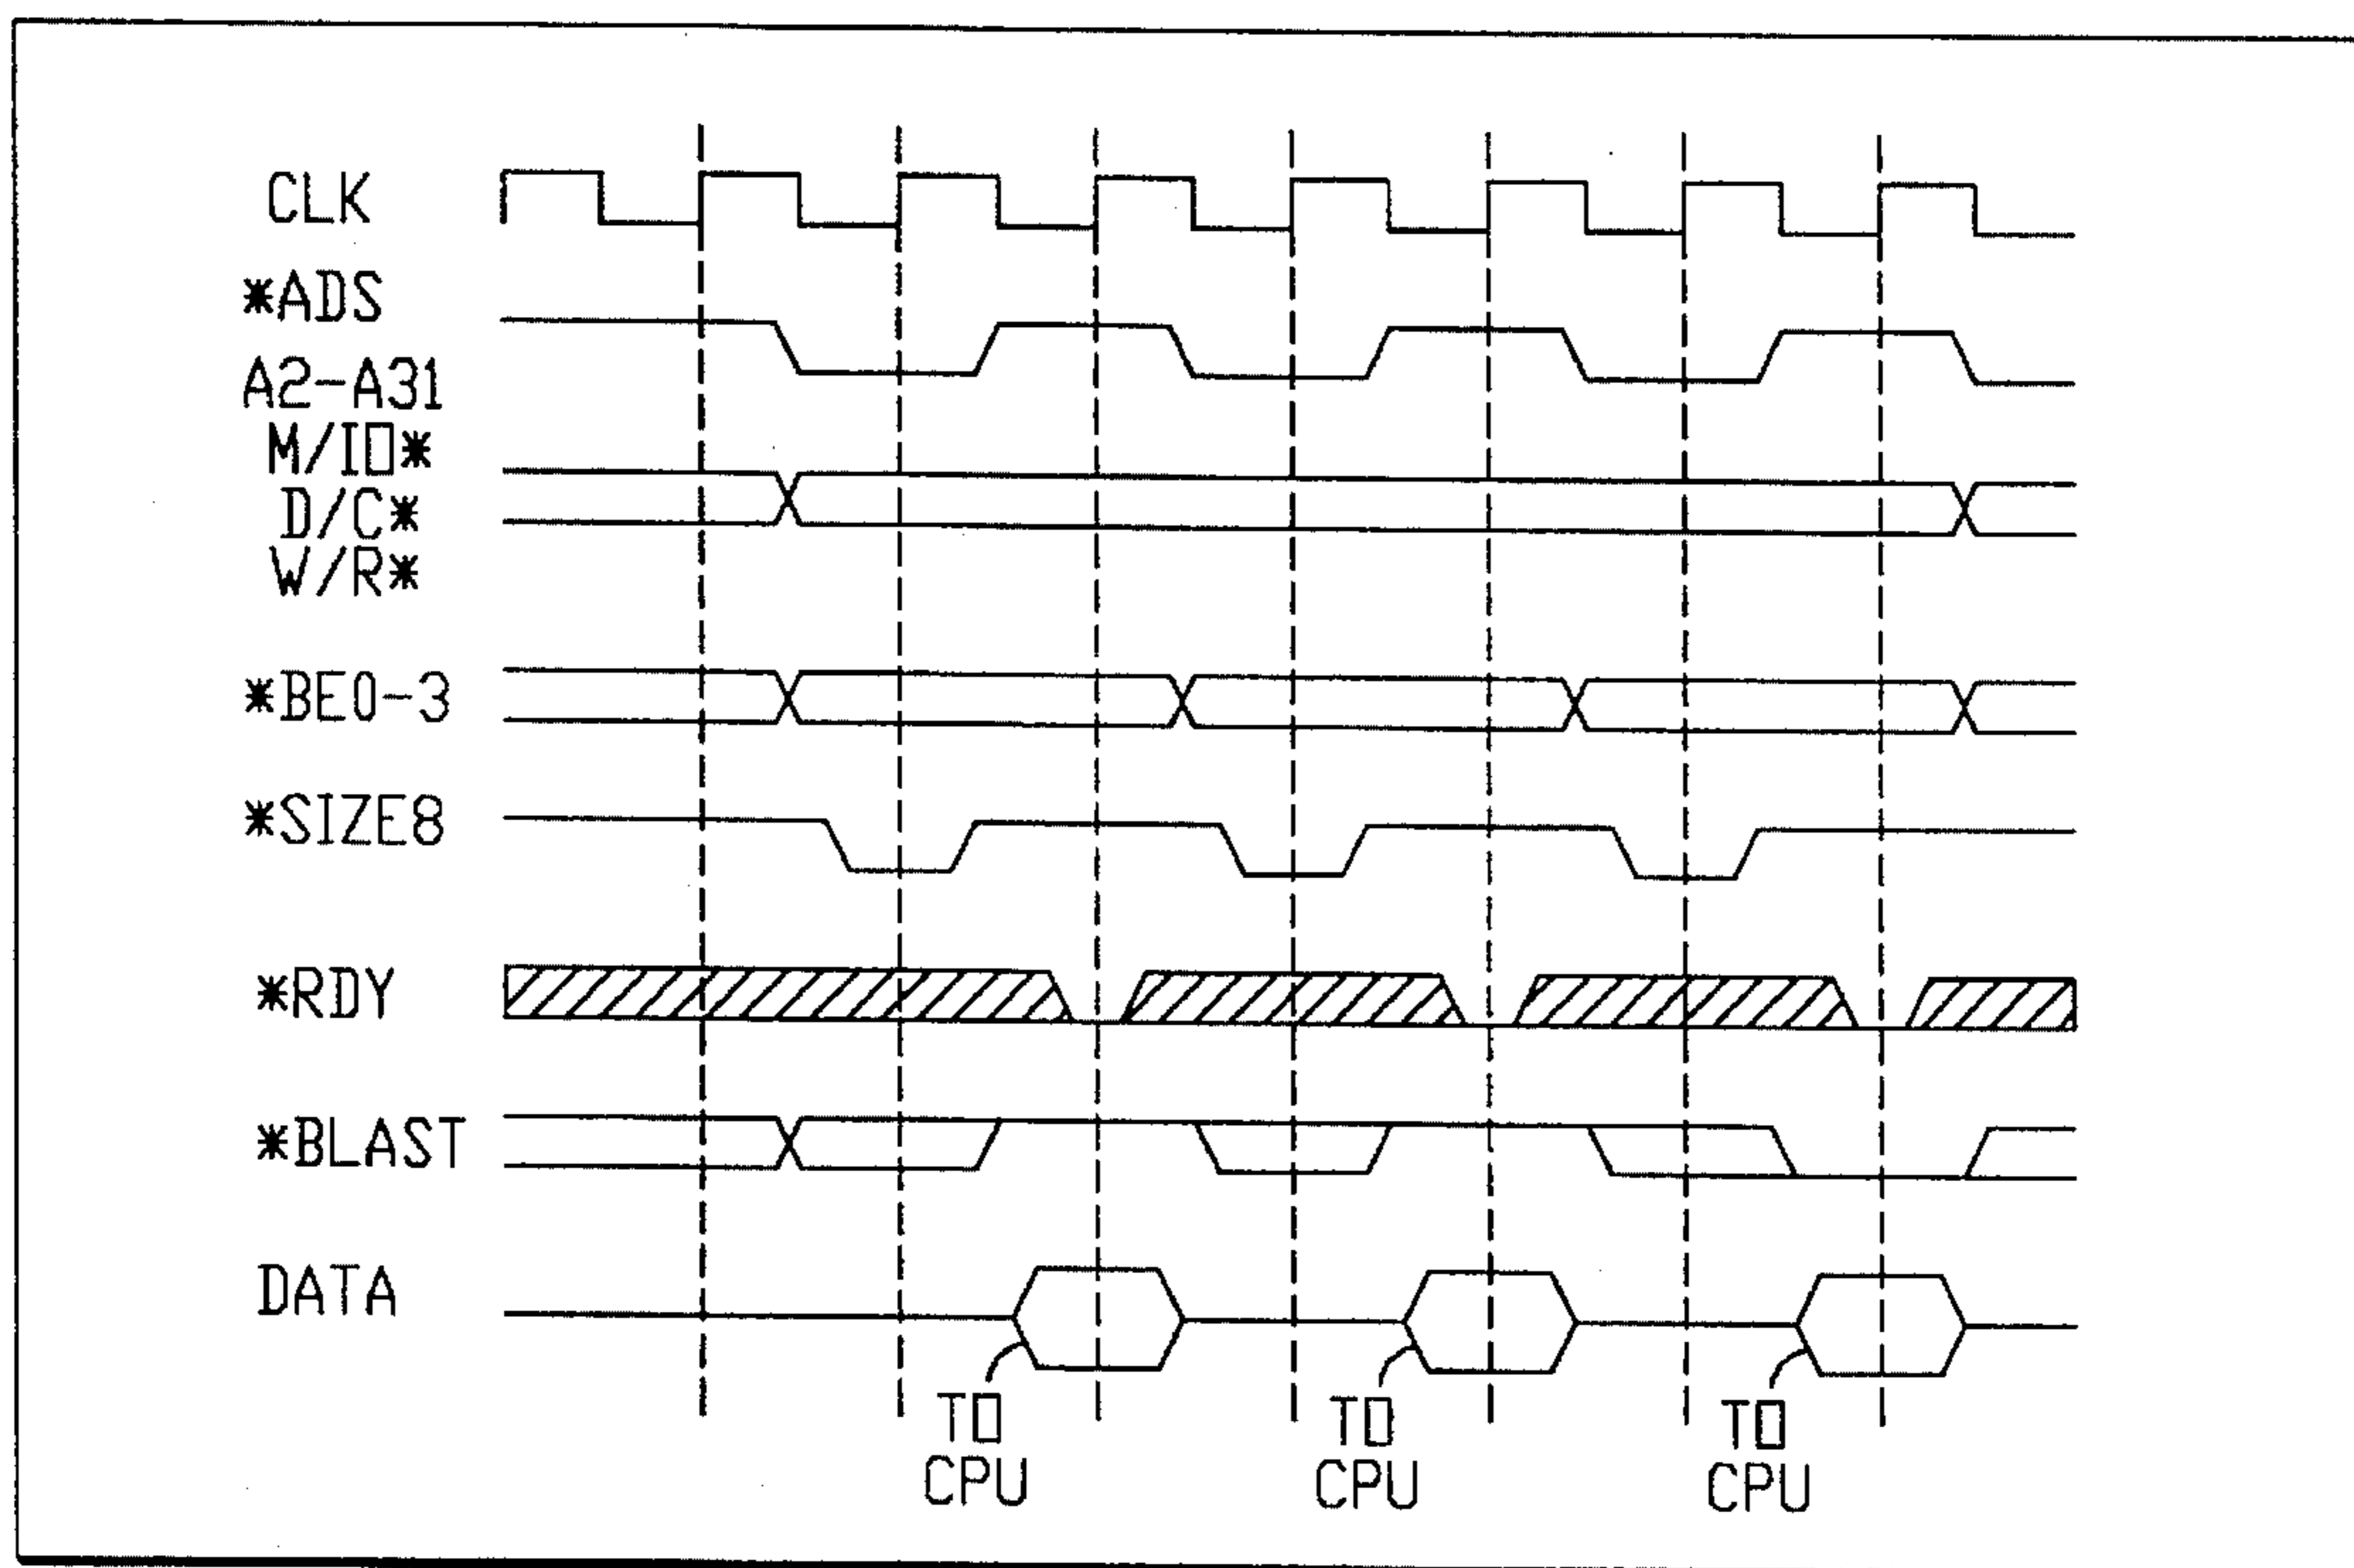 CLK
*ADS
A2-A31
M/IO*
D/C*
W/R*
*BE0-3
*SIZE8
*RDY
*BLAST
DATA
TO
CPU
TO
CPU
TO
CPU